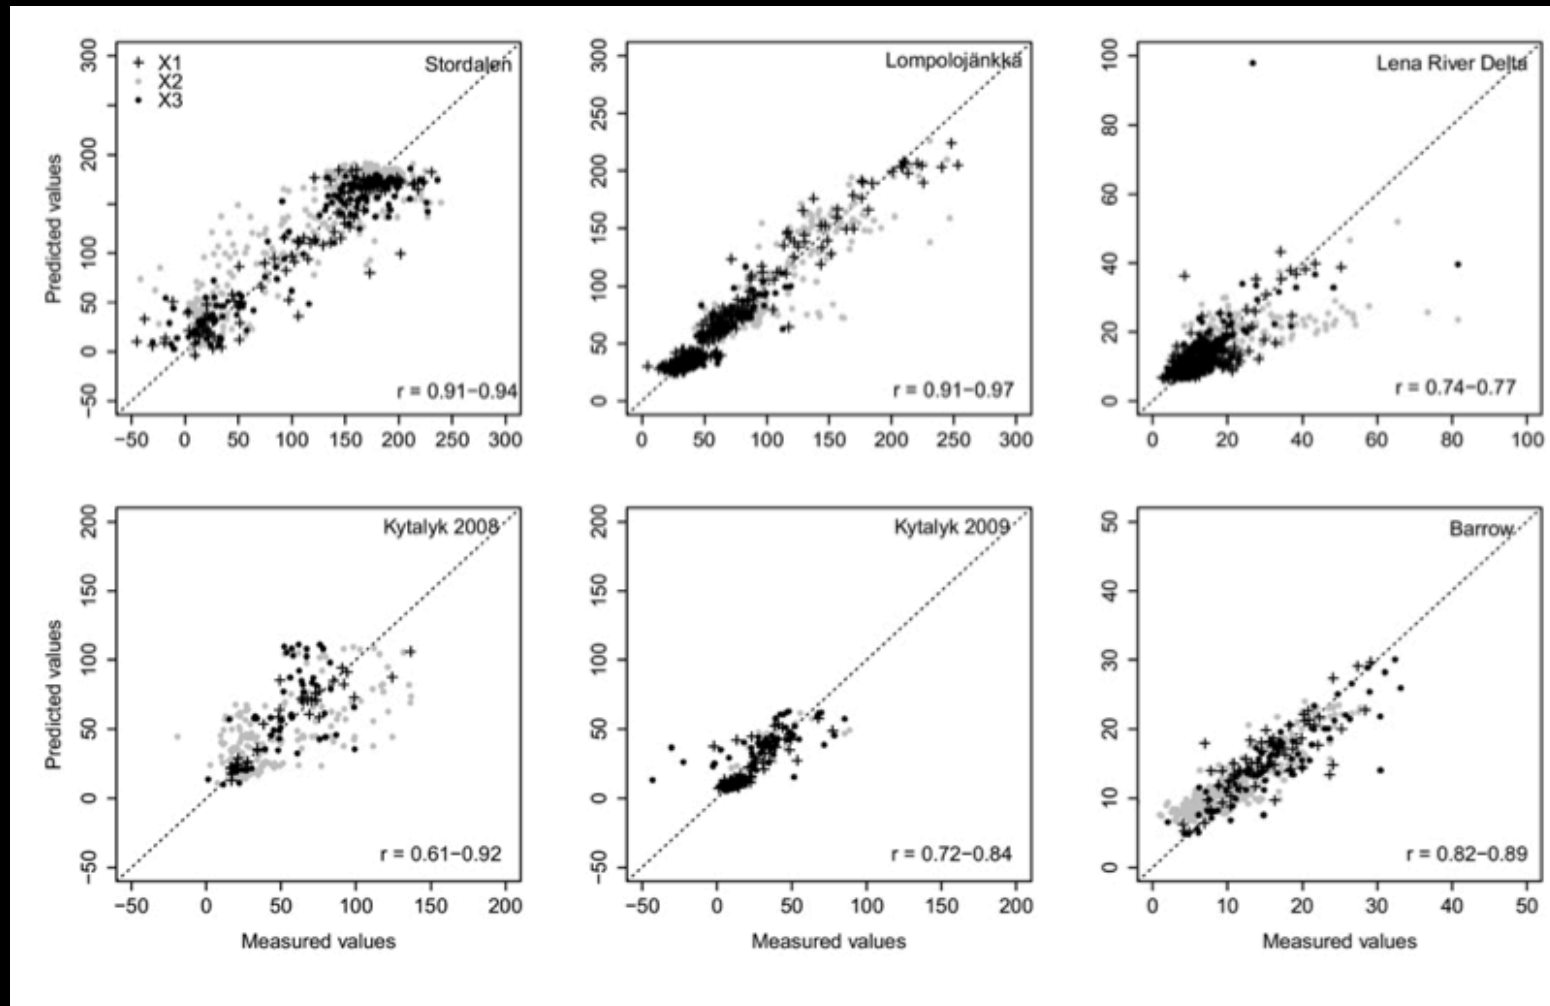 Stordalen
+ X1
X2
X3
Predicted values
300
200
100
50
0
−50
r = 0.91−0.94
−50 0 50 100 150 200 250 300
Lompolojänkkä
300
250
200
150
100
50
0
r = 0.91−0.97
0 50 100 150 200 250 300
Lena River Delta
100
80
60
40
20
0
r = 0.74−0.77
0 20 40 60 80 100
Kytalyk 2008
Predicted values
200
150
100
50
0
−50
r = 0.61−0.92
−50 0 50 100 150 200
Measured values
Kytalyk 2009
200
150
100
50
0
−50
r = 0.72−0.84
−50 0 50 100 150 200
Measured values
Barrow
50
40
30
20
10
0
r = 0.82−0.89
0 10 20 30 40 50
Measured values